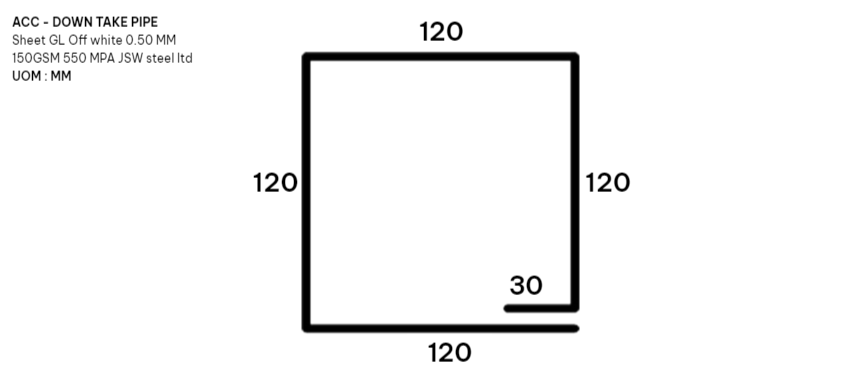 ACC - DOWN TAKE PIPE
Sheet GL Off white 0.50 MM
150GSM 550 MPA JSW steel ltd
UOM : MM
120
120
120
30
120